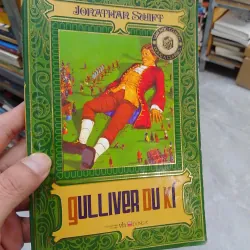 JONATHAN SWIFT
GULLIVER DU KÍ